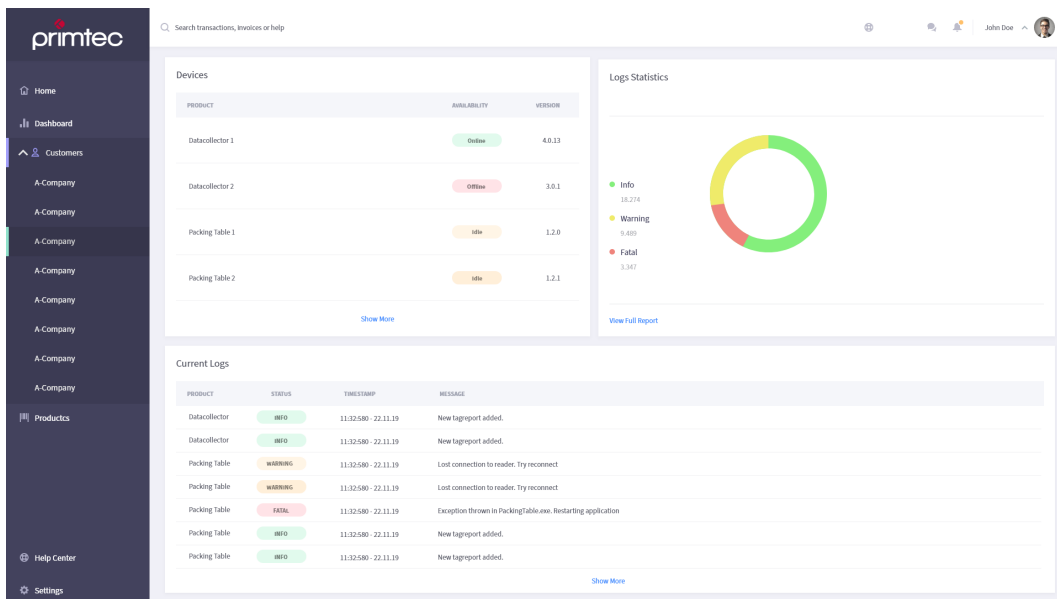 primtec
Search transactions, invoices or help
John Doe
Home
Dashboard
Customers
A-Company
A-Company
A-Company
A-Company
A-Company
A-Company
A-Company
A-Company
Productcs
Help Center
Settings
Devices
PRODUCT AVAILABILITY VERSION
Datacollector 1 Online 4.0.13
Datacollector 2 Offline 3.0.1
Packing Table 1 Idle 1.2.0
Packing Table 2 Idle 1.2.1
Show More
Logs Statistics
Info
18,274
Warning
9,489
Fatal
3,347
View Full Report
Current Logs
PRODUCT STATUS TIMESTAMP MESSAGE
Datacollector INFO 11:32:580 - 22.11.19 New tagreport added.
Datacollector INFO 11:32:580 - 22.11.19 New tagreport added.
Packing Table WARNING 11:32:580 - 22.11.19 Lost connection to reader. Try reconnect
Packing Table WARNING 11:32:580 - 22.11.19 Lost connection to reader. Try reconnect
Packing Table FATAL 11:32:580 - 22.11.19 Exception thrown in PackingTable.exe. Restarting application
Packing Table INFO 11:32:580 - 22.11.19 New tagreport added.
Packing Table INFO 11:32:580 - 22.11.19 New tagreport added.
Show More